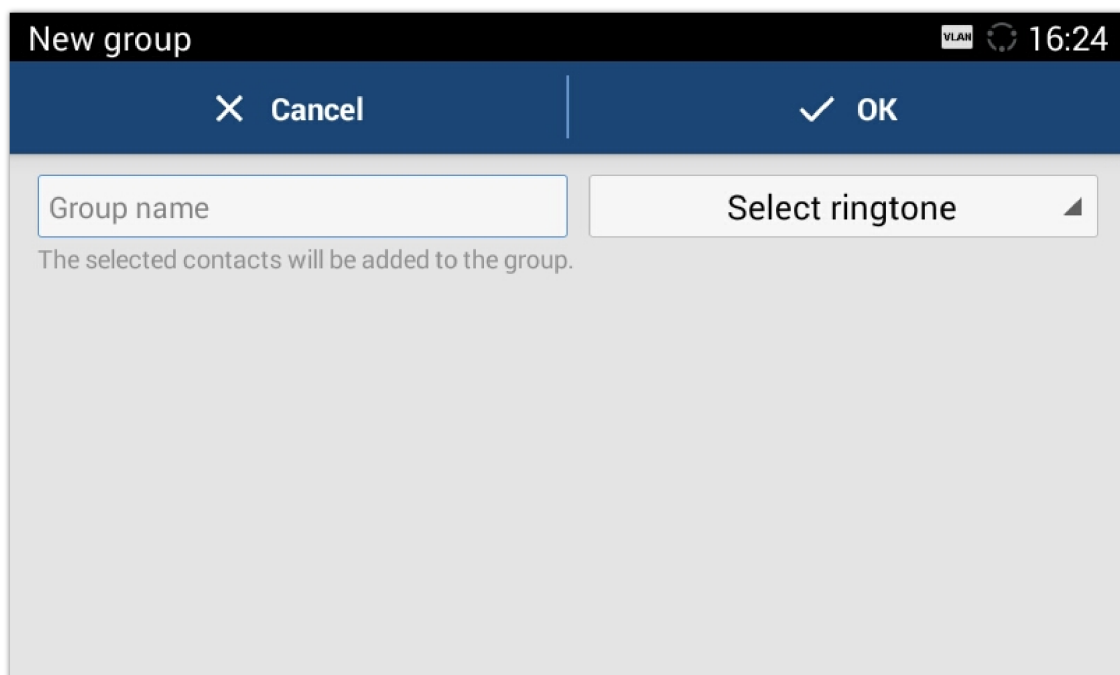 New group VLAN 16:24
Cancel OK
Group name Select ringtone
The selected contacts will be added to the group.